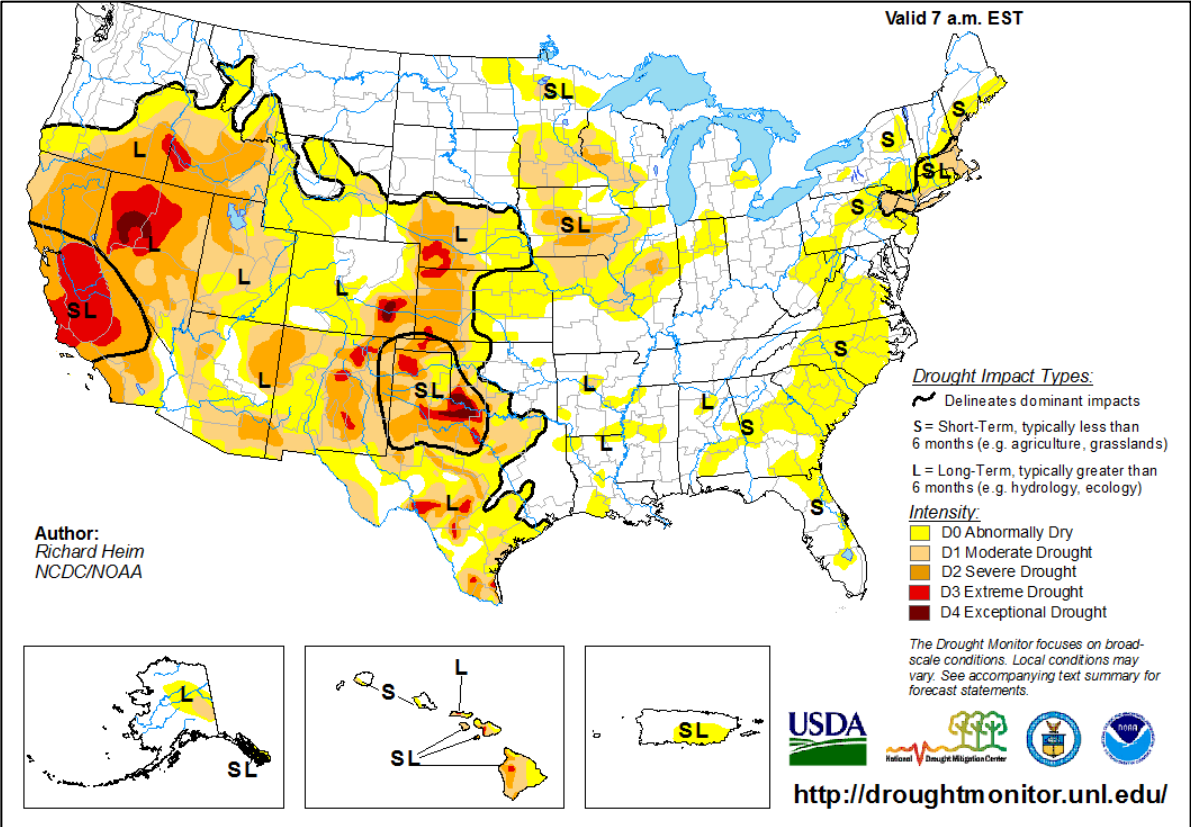 Valid 7 a.m. EST
SL
S
S
L
SL
S
L
L
SL
L
L
SL
S
L
SL
L
L
S
L
L
S
L
Drought Impact Types:
Delineates dominant impacts
S = Short-Term, typically less than
6 months (e.g. agriculture, grasslands)
L = Long-Term, typically greater than
6 months (e.g. hydrology, ecology)
Intensity:
D0 Abnormally Dry
D1 Moderate Drought
D2 Severe Drought
D3 Extreme Drought
D4 Exceptional Drought
Author:
Richard Heim
NCDC/NOAA
The Drought Monitor focuses on broad-
scale conditions. Local conditions may
vary. See accompanying text summary for
forecast statements.
L
SL
L
S
SL
SL
USDA
National Drought Mitigation Center
NOAA
http://droughtmonitor.unl.edu/